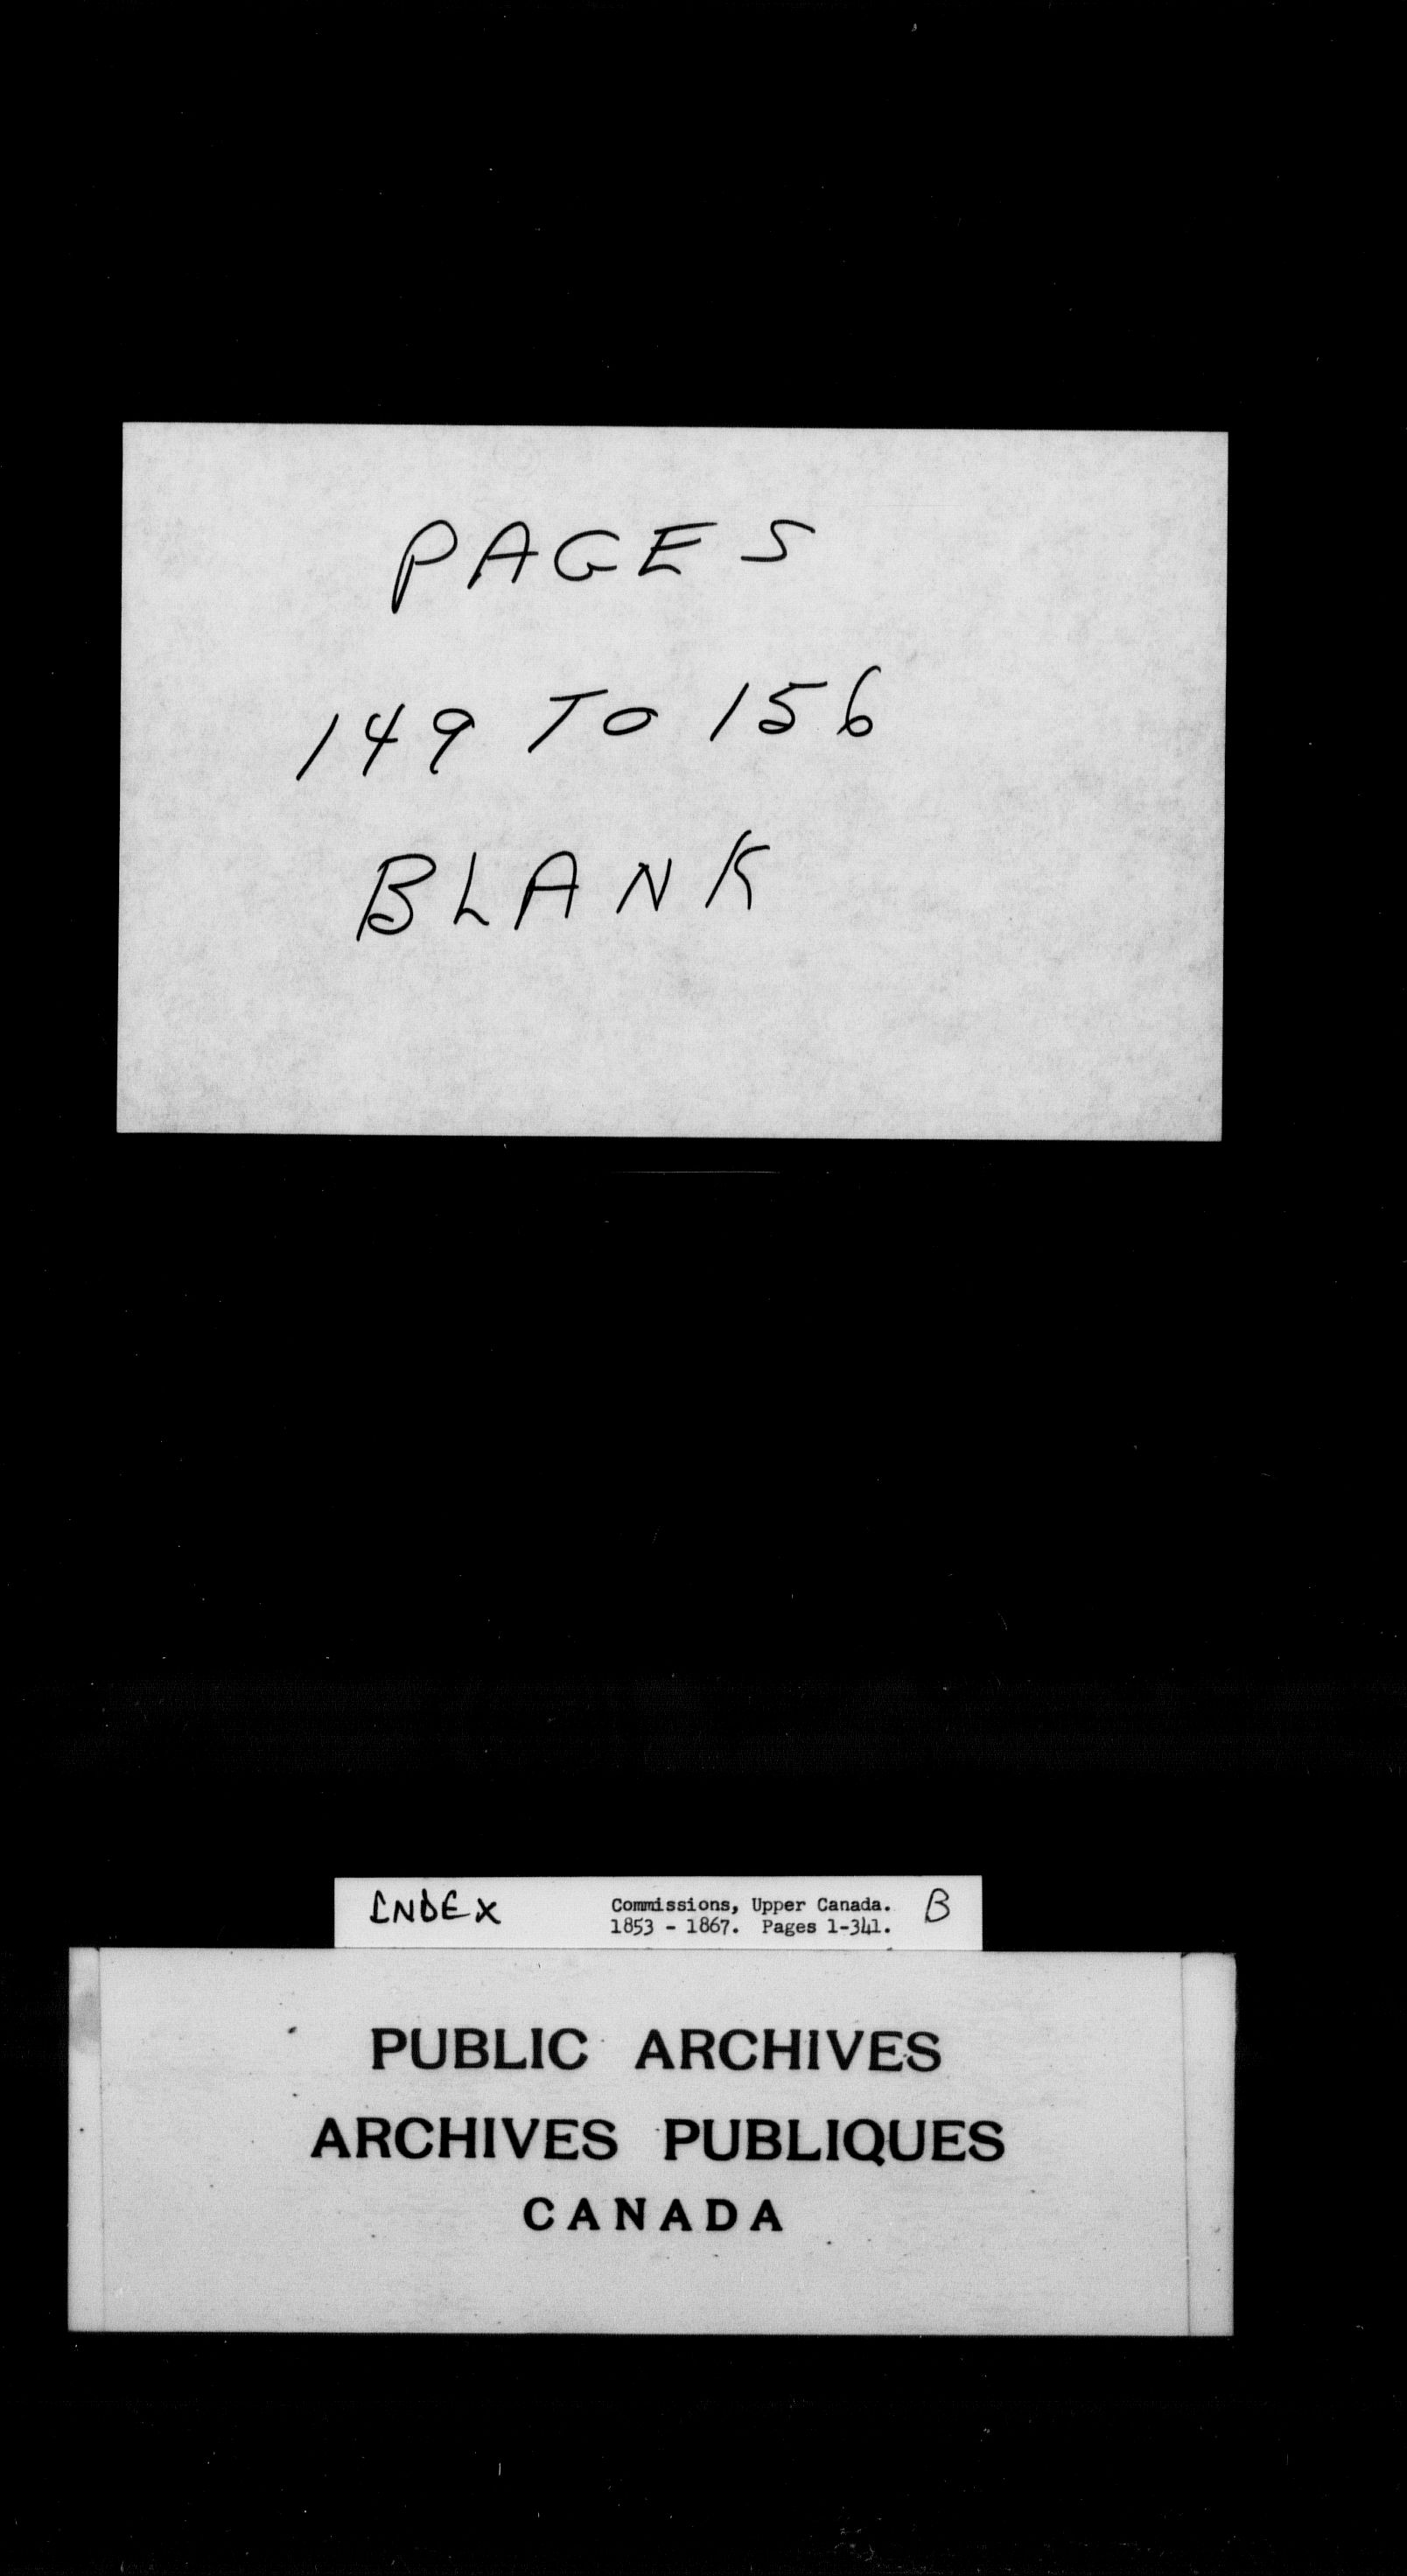 PAGES
149 TO 156
BLANK
INDEX
Commissions, Upper Canada.
1853 - 1867. Pages 1-341.
B
PUBLIC ARCHIVES
ARCHIVES PUBLIQUES
CANADA